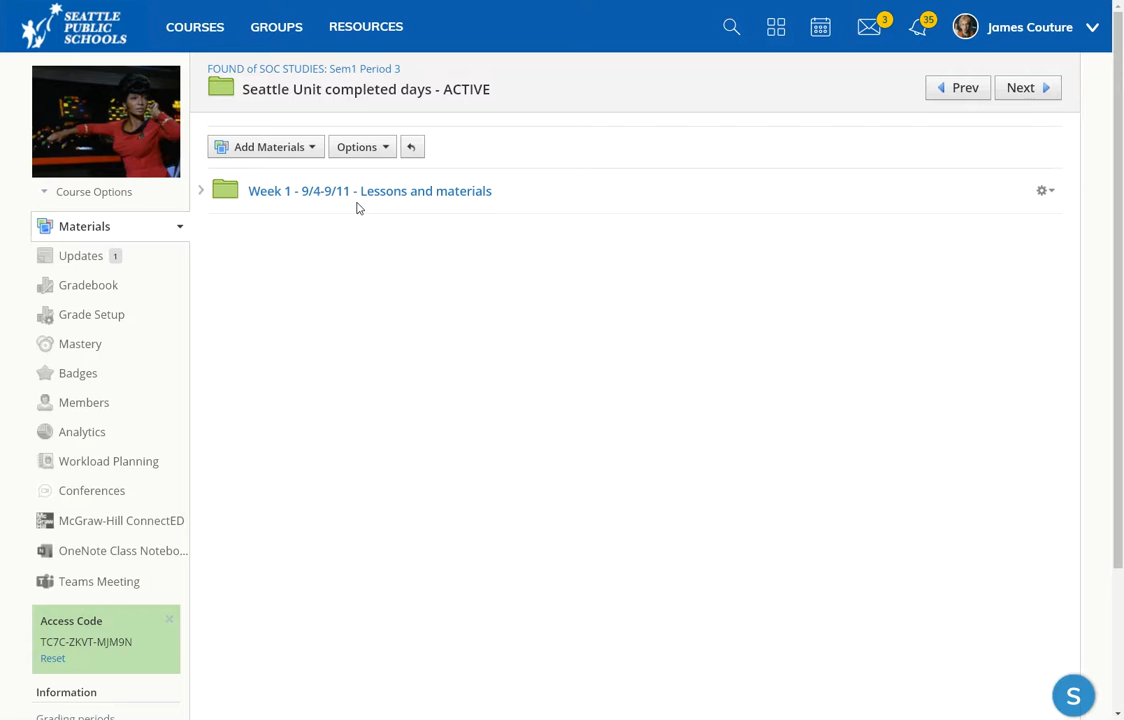 SEATTLE
PUBLIC
SCHOOLS
COURSES
GROUPS
RESOURCES
3
35
James Couture
FOUND of SOC STUDIES: Sem1 Period 3
Seattle Unit completed days - ACTIVE
Prev
Next
Add Materials
Options
Week 1 - 9/4-9/11 - Lessons and materials
Course Options
Materials
Updates 1
Gradebook
Grade Setup
Mastery
Badges
Members
Analytics
Workload Planning
Conferences
McGraw-Hill ConnectED
OneNote Class Notebo...
Teams Meeting
Access Code
TC7C-ZKVT-MJM9N
Reset
Information
Grading periods
S